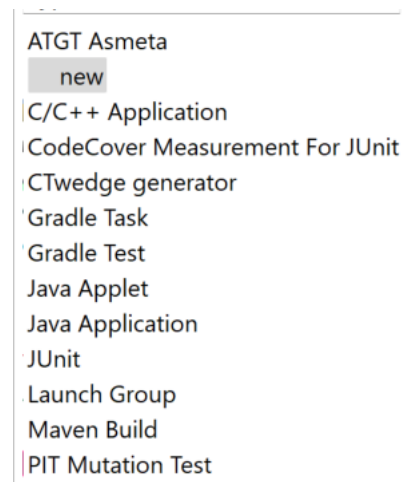 ATGT Asmeta
new
C/C++ Application
CodeCover Measurement For JUnit
CTwedge generator
Gradle Task
Gradle Test
Java Applet
Java Application
JUnit
Launch Group
Maven Build
PIT Mutation Test